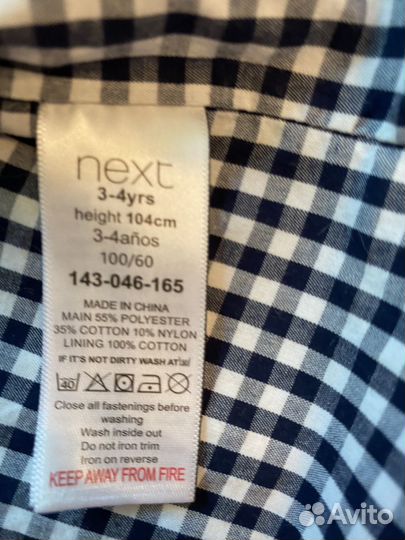 next
3-4yrs
height 104cm
3-4años
100/60
143-046-165
MADE IN CHINA
MAIN 55% POLYESTER
35% COTTON 10% NYLON
LINING 100% COTTON
IF IT'S NOT DIRTY WASH AT 30
40
Close all fastenings before
washing
Wash inside out
Do not iron trim
Iron on reverse
KEEP AWAY FROM FIRE
Avito